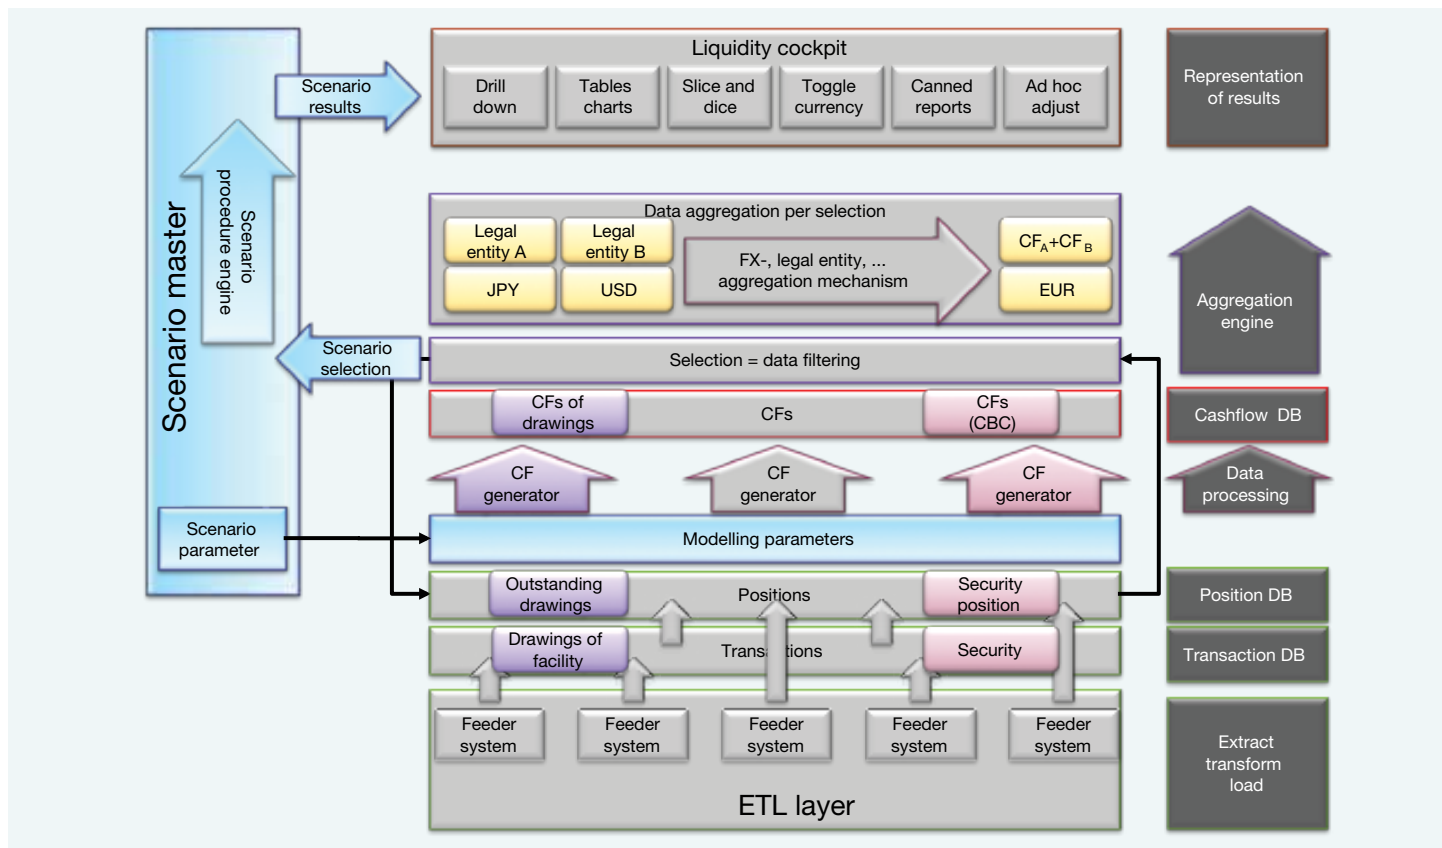 Liquidity cockpit
Drill
down
Tables
charts
Slice and
dice
Toggle
currency
Canned
reports
Ad hoc
adjust
Representation
of results
Scenario
results
Scenario master
Scenario
procedure engine
Data aggregation per selection
Legal
entity A
Legal
entity B
JPY
USD
FX-, legal entity, ...
aggregation mechanism
CFA+CFB
EUR
Aggregation
engine
Scenario
selection
Selection = data filtering
CFs of
drawings
CFs
CFs
(CBC)
Cashflow DB
CF
generator
CF
generator
CF
generator
Data
processing
Scenario
parameter
Modelling parameters
Outstanding
drawings
Positions
Security
position
Position DB
Drawings of
facility
Transactions
Security
Transaction DB
Feeder
system
Feeder
system
Feeder
system
Feeder
system
Feeder
system
ETL layer
Extract
transform
load